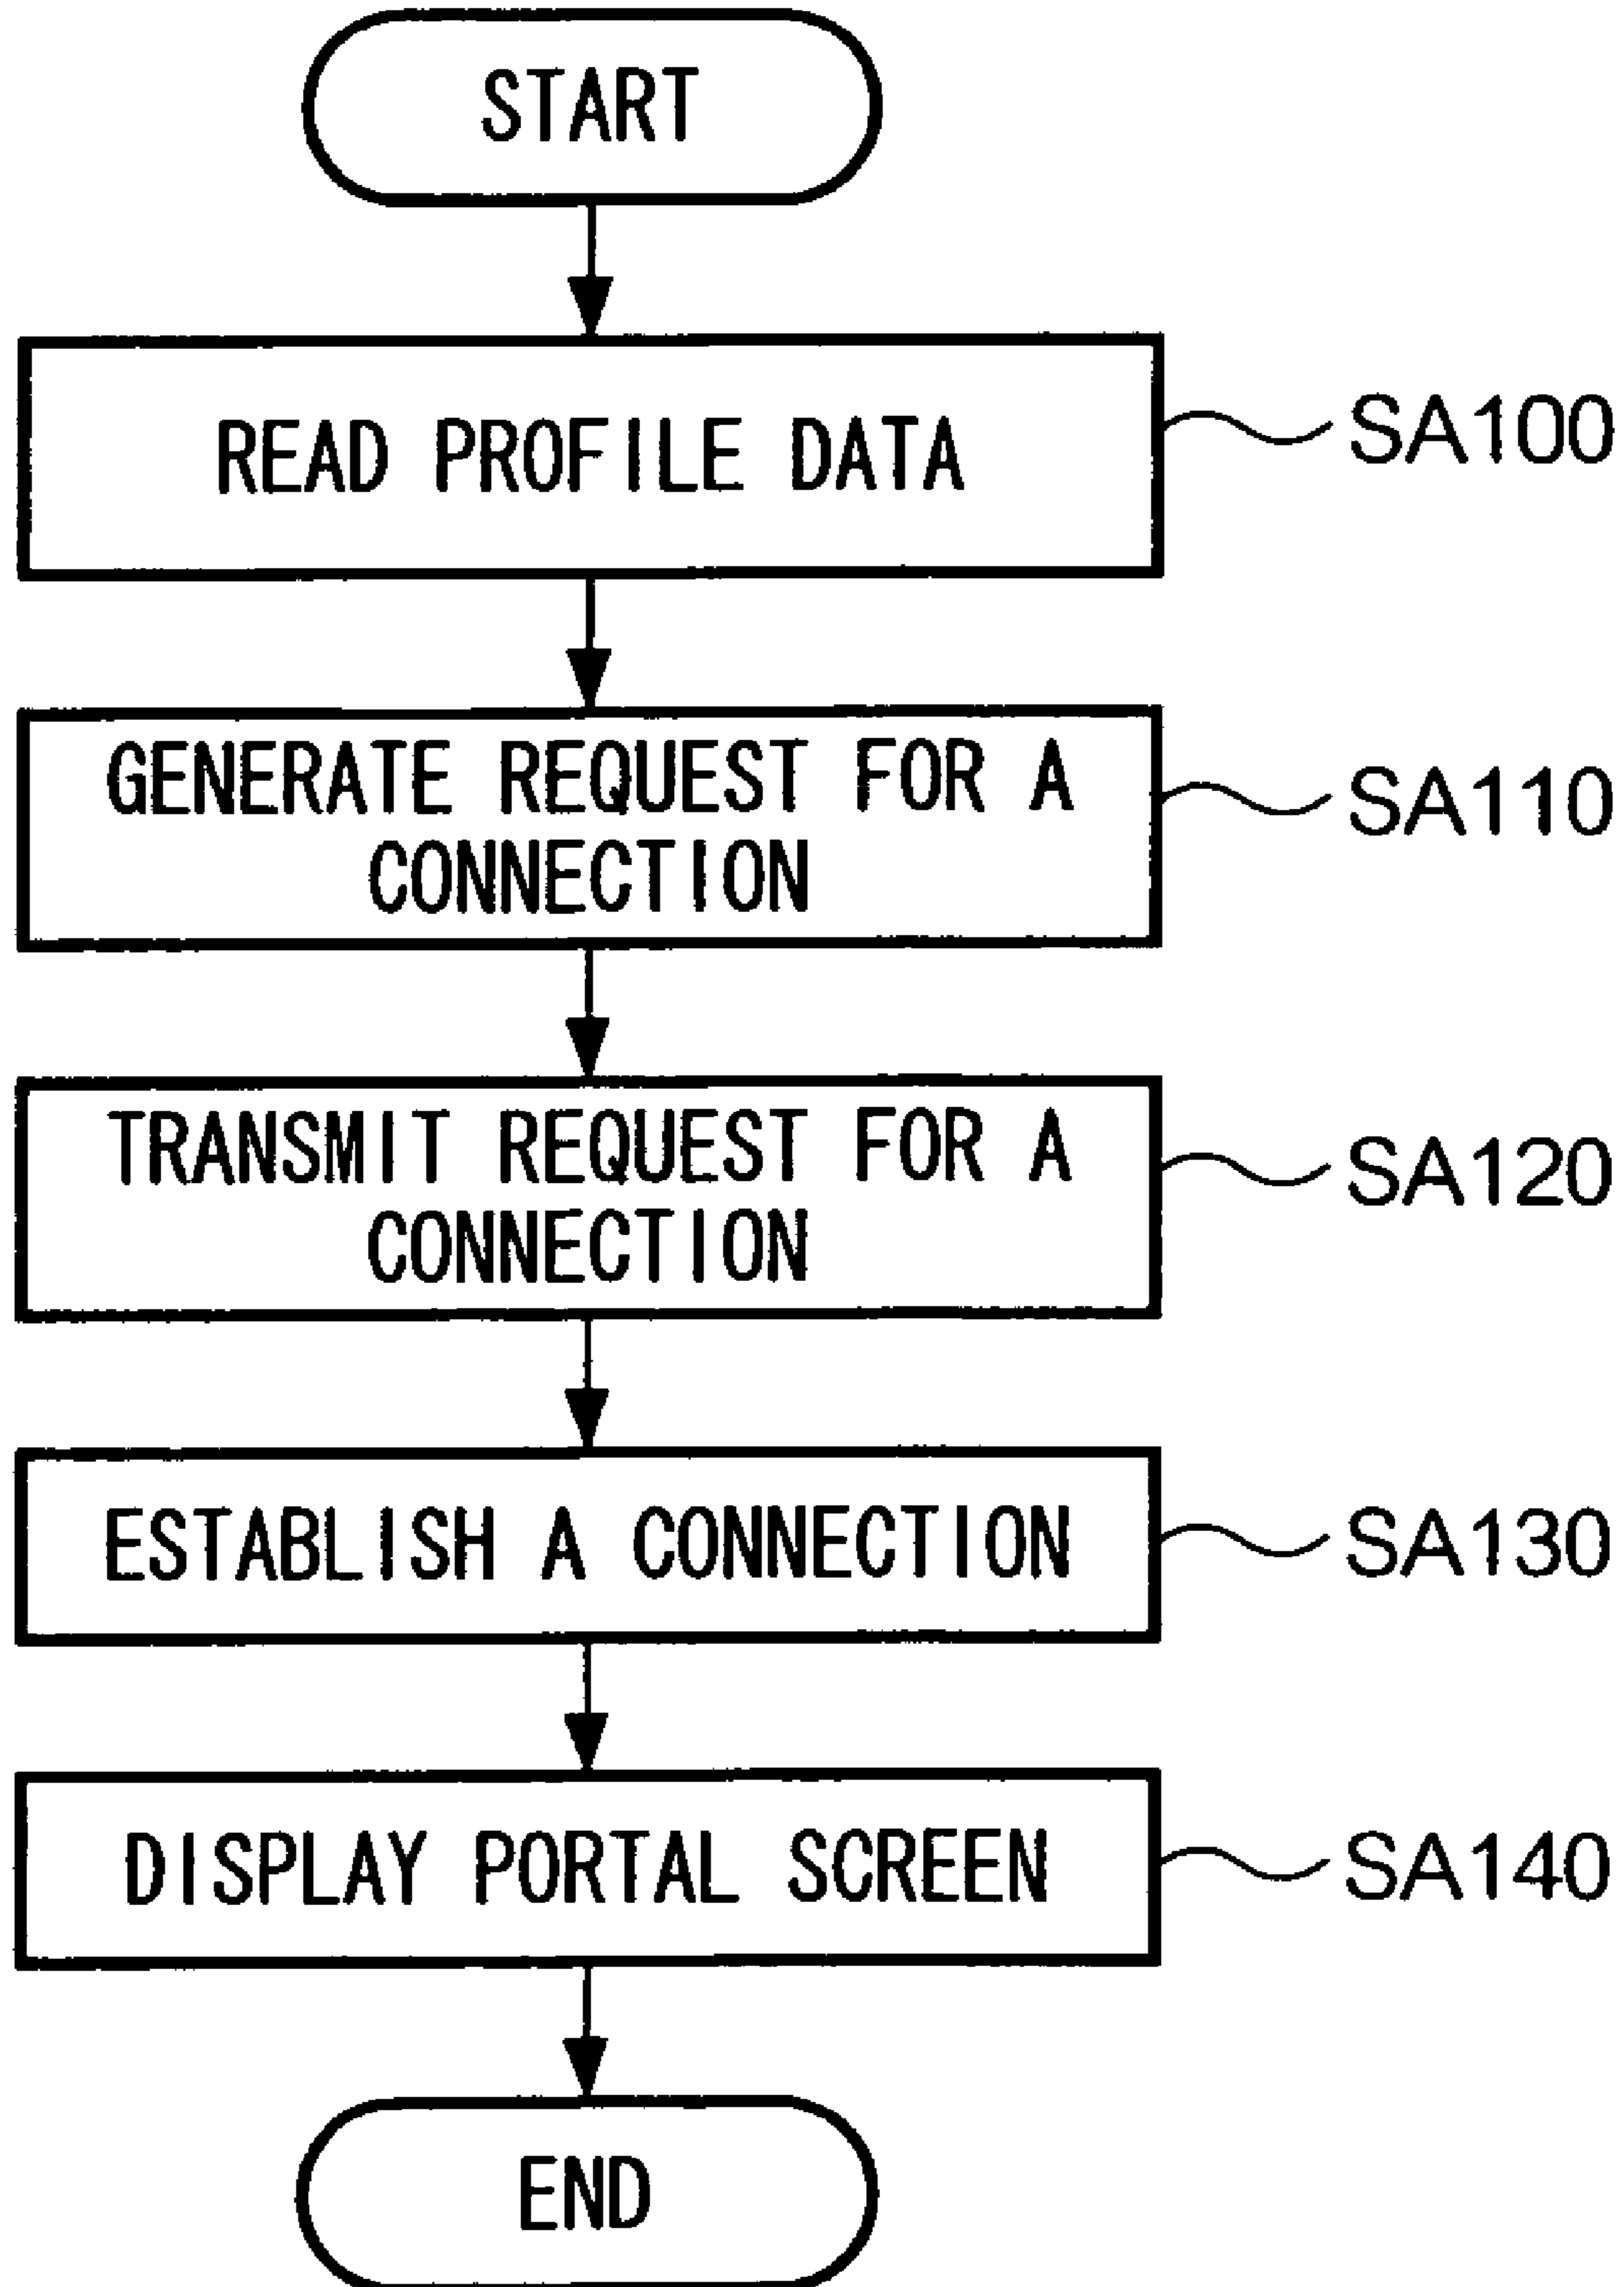 START
READ PROFILE DATA
SA100
GENERATE REQUEST FOR A
CONNECTION
SA110
TRANSMIT REQUEST FOR A
CONNECTION
SA120
ESTABLISH A CONNECTION
SA130
DISPLAY PORTAL SCREEN
SA140
END